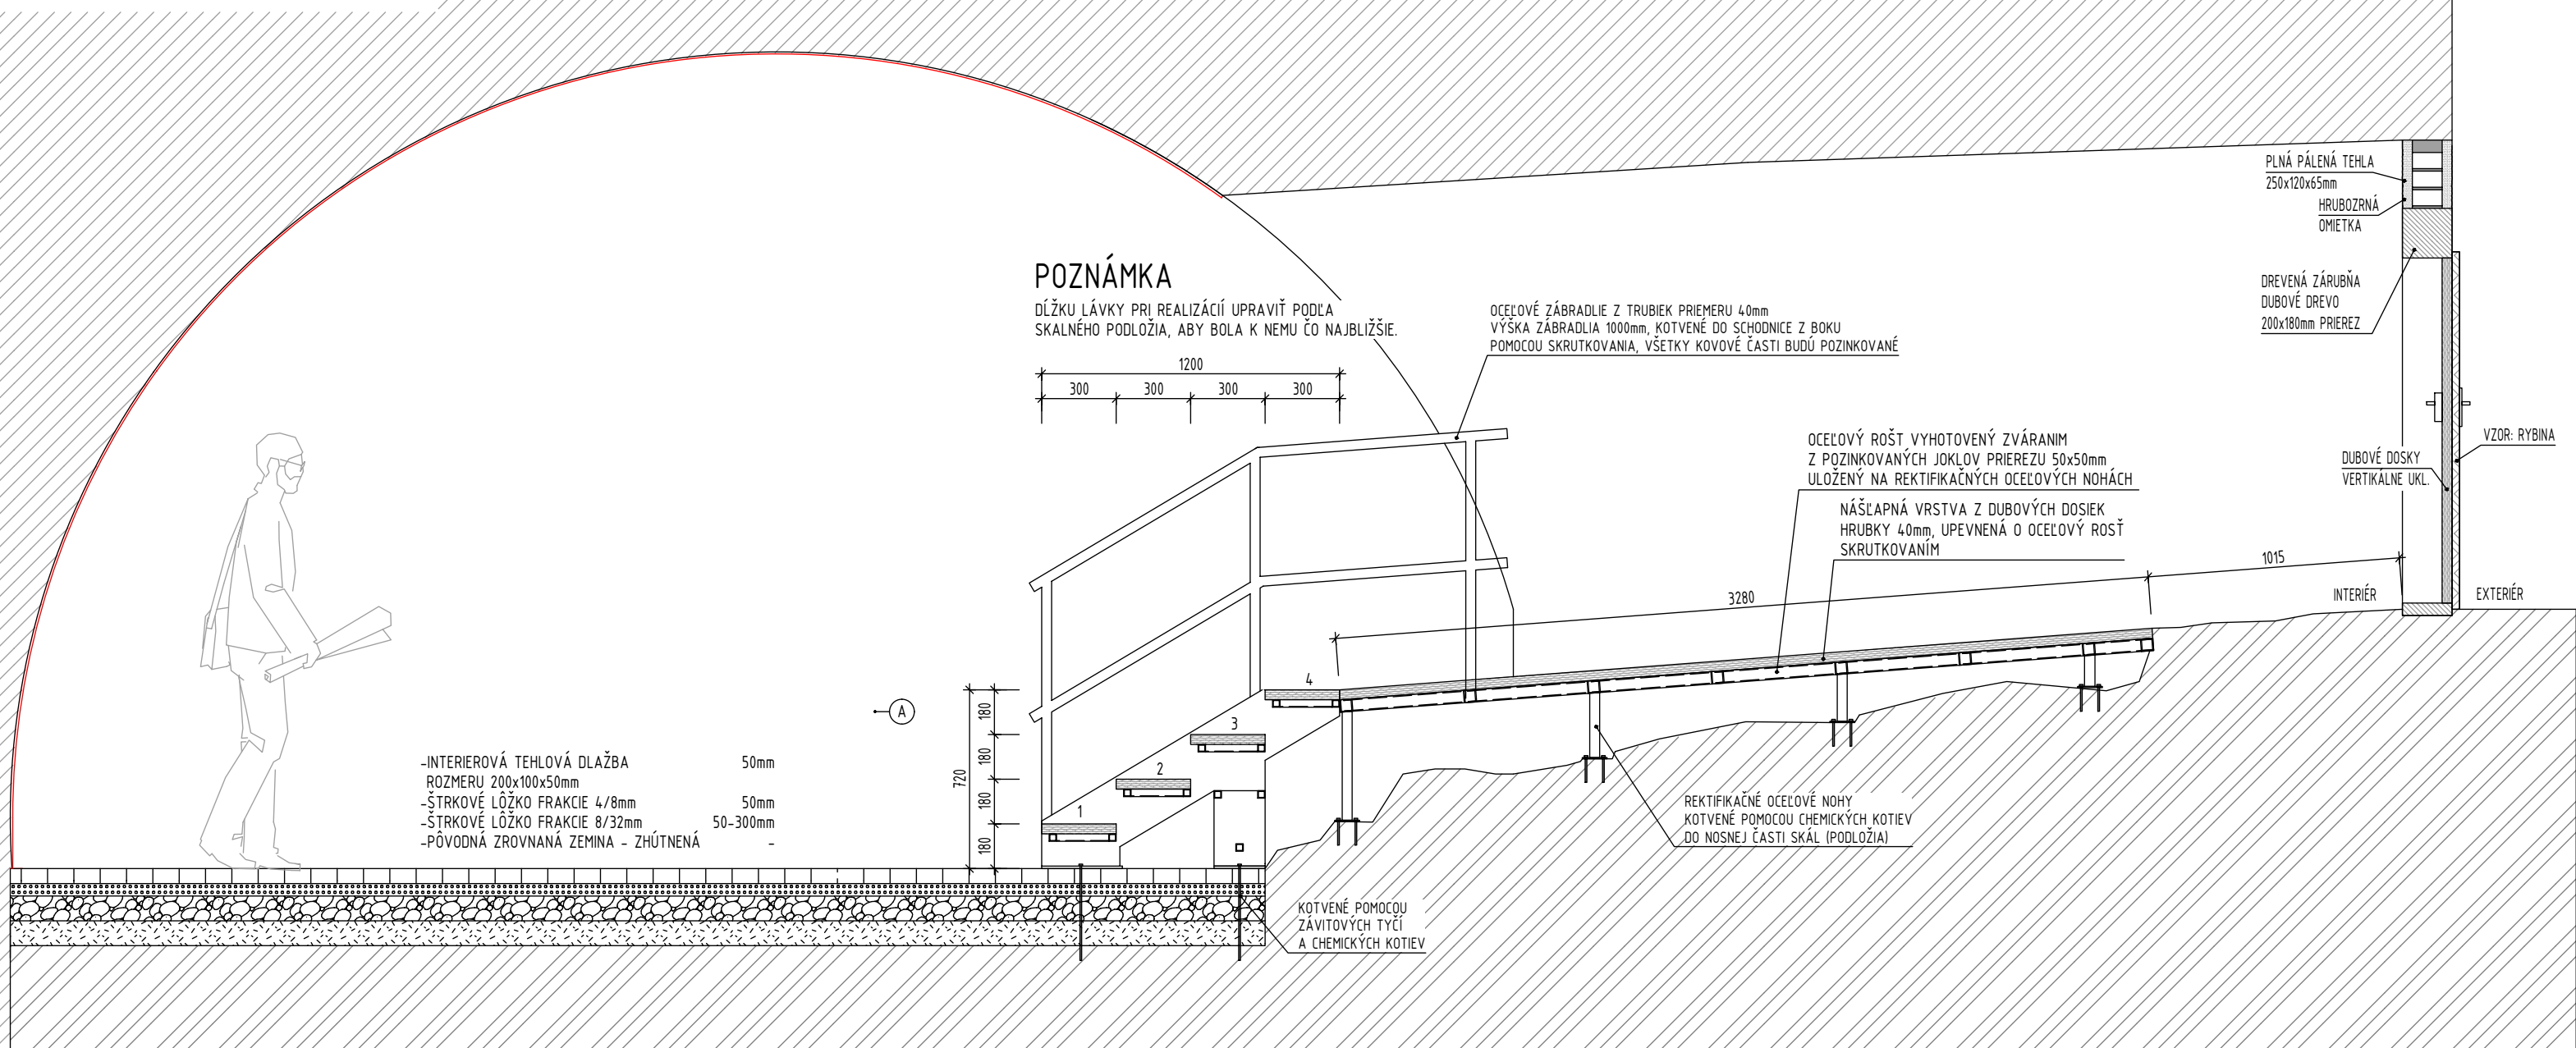 PLNÁ PÁLENÁ TEHLA
250x120x65mm
HRUBOZRNÁ
OMIETKA
DREVENÁ ZÁRUBŇA
DUBOVÉ DREVO
200x180mm PRIEREZ
POZNÁMKA
DĹŽKU LÁVKY PRI REALIZÁCIÍ UPRAVIŤ PODĽA
SKALNÉHO PODLOŽIA, ABY BOLA K NEMU ČO NAJBLIŽŠIE.
OCEĽOVÉ ZÁBRADLIE Z TRUBIEK PRIEMERU 40mm
VÝŠKA ZÁBRADLIA 1000mm, KOTVENÉ DO SCHODNICE Z BOKU
POMOCOU SKRUTKOVANIA, VŠETKY KOVOVÉ ČASTI BUDÚ POZINKOVANÉ
1200
300 300 300 300
OCEĽOVÝ ROŠT VYHOTOVENÝ ZVÁRANIM
Z POZINKOVANÝCH JOKLOV PRIEREZU 50x50mm
ULOŽENÝ NA REKTIFIKAČNÝCH OCEĽOVÝCH NOHÁCH
NÁŠĽAPNÁ VRSTVA Z DUBOVÝCH DOSIEK
HRUBKY 40mm, UPEVNENÁ O OCEĽOVÝ ROSŤ
SKRUTKOVANÍM
VZOR: RYBINA
DUBOVÉ DOSKY
VERTIKÁLNE UKL.
1015
3280
INTERIÉR
EXTERIÉR
4
3
2
1
A
720
180
180
180
180
-INTERIEROVÁ TEHLOVÁ DLAŽBA 50mm
ROZMERU 200x100x50mm
-ŠTRKOVÉ LÔŽKO FRAKCIE 4/8mm 50mm
-ŠTRKOVÉ LÔŽKO FRAKCIE 8/32mm 50-300mm
-PÔVODNÁ ZROVNANÁ ZEMINA - ZHÚTNENÁ -
REKTIFIKAČNÉ OCEĽOVÉ NOHY
KOTVENÉ POMOCOU CHEMICKÝCH KOTIEV
DO NOSNEJ ČASTI SKÁL (PODLOŽIA)
KOTVENÉ POMOCOU
ZÁVITOVÝCH TYČÍ
A CHEMICKÝCH KOTIEV